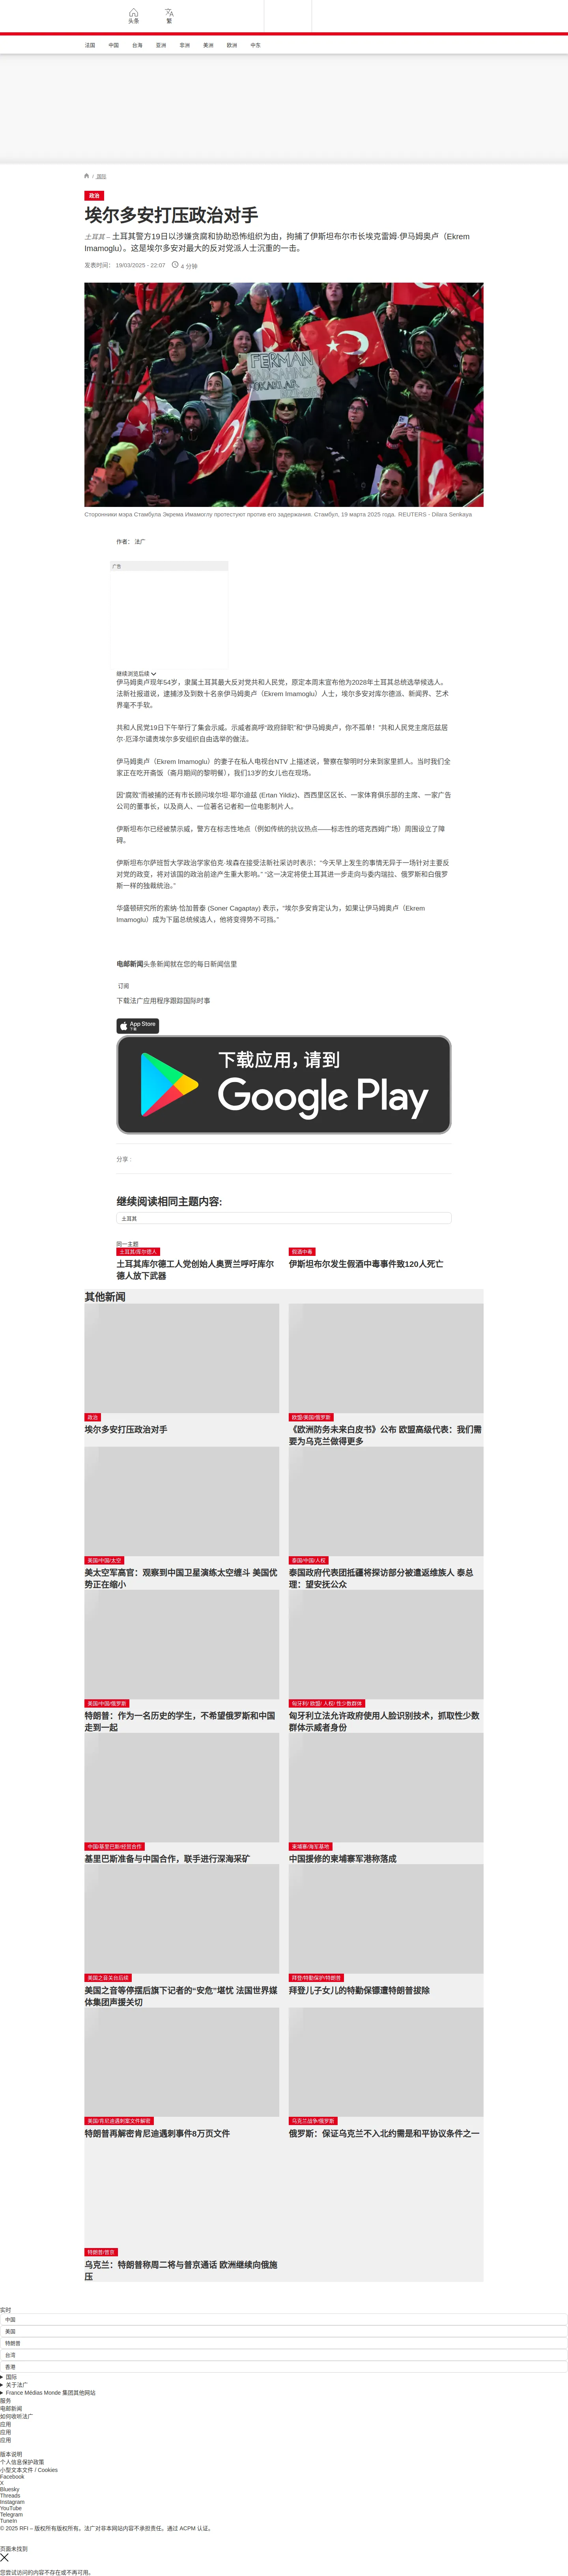 头条
繁
法国
中国
台海
亚洲
非洲
美洲
欧洲
中东
/ 国际
政治
埃尔多安打压政治对手
土耳其 – 土耳其警方19日以涉嫌贪腐和协助恐怖组织为由，拘捕了伊斯坦布尔市长埃克雷姆·伊马姆奥卢（Ekrem
Imamoglu）。这是埃尔多安对最大的反对党派人士沉重的一击。
发表时间： 19/03/2025 - 22:07
4 分钟
FERMAN
Сторонники мэра Стамбула Экрема Имамоглу протестуют против его задержания. Стамбул, 19 марта 2025 года. REUTERS - Dilara Senkaya
作者： 法广
广告
继续浏览后续
伊马姆奥卢现年54岁，隶属土耳其最大反对党共和人民党，原定本周末宣布他为2028年土耳其总统选举候选人。
法新社报道说，逮捕涉及到数十名亲伊马姆奥卢（Ekrem Imamoglu）人士，埃尔多安对库尔德派、新闻界、艺术
界毫不手软。
共和人民党19日下午举行了集会示威。示威者高呼“政府辞职”和“伊马姆奥卢，你不孤单！”共和人民党主席厄兹居
尔·厄泽尔谴责埃尔多安组织自由选举的做法。
伊马姆奥卢（Ekrem Imamoglu）的妻子在私人电视台NTV 上描述说，警察在黎明时分来到家里抓人。当时我们全
家正在吃开斋饭（斋月期间的黎明餐），我们13岁的女儿也在现场。
因“腐败”而被捕的还有市长顾问埃尔坦·耶尔迪兹 (Ertan Yildiz)、西西里区区长、一家体育俱乐部的主席、一家广告
公司的董事长，以及商人、一位著名记者和一位电影制片人。
伊斯坦布尔已经被禁示威，警方在标志性地点（例如传统的抗议热点——标志性的塔克西姆广场）周围设立了障
碍。
伊斯坦布尔萨班哲大学政治学家伯克·埃森在接受法新社采访时表示：“今天早上发生的事情无异于一场针对主要反
对党的政变，将对该国的政治前途产生重大影响。” “这一决定将使土耳其进一步走向与委内瑞拉、俄罗斯和白俄罗
斯一样的独裁统治。”
华盛顿研究所的索纳·恰加普泰 (Soner Cagaptay) 表示，“埃尔多安肯定认为，如果让伊马姆奥卢（Ekrem
Imamoglu）成为下届总统候选人，他将变得势不可挡。”
电邮新闻头条新闻就在您的每日新闻信里
订阅
下载法广应用程序跟踪国际时事
App Store
下载
下载应用，请到
Google Play
分享 :
继续阅读相同主题内容:
土耳其
同一主题
土耳其/库尔德人
土耳其库尔德工人党创始人奥贾兰呼吁库尔
德人放下武器
假酒中毒
伊斯坦布尔发生假酒中毒事件致120人死亡
其他新闻
政治
埃尔多安打压政治对手
欧盟/美国/俄罗斯
《欧洲防务未来白皮书》公布 欧盟高级代表：我们需
要为乌克兰做得更多
美国/中国/太空
美太空军高官：观察到中国卫星演练太空缠斗 美国优
势正在缩小
泰国/中国/人权
泰国政府代表团抵疆将探访部分被遣返维族人 泰总
理：望安抚公众
美国/中国/俄罗斯
特朗普：作为一名历史的学生，不希望俄罗斯和中国
走到一起
匈牙利/ 欧盟/ 人权/ 性少数群体
匈牙利立法允许政府使用人脸识别技术，抓取性少数
群体示威者身份
中国/基里巴斯/经贸合作
基里巴斯准备与中国合作，联手进行深海采矿
柬埔寨/海军基地
中国援修的柬埔寨军港称落成
美国之音关台后续
美国之音等停摆后旗下记者的“安危”堪忧 法国世界媒
体集团声援关切
拜登/特勤保护/特朗普
拜登儿子女儿的特勤保镖遭特朗普拔除
美国/肯尼迪遇刺案文件解密
特朗普再解密肯尼迪遇刺事件8万页文件
乌克兰战争/俄罗斯
俄罗斯：保证乌克兰不入北约需是和平协议条件之一
特朗普/普京
乌克兰：特朗普称周二将与普京通话 欧洲继续向俄施
压
实时
中国
美国
特朗普
台湾
香港
国际
关于法广
France Médias Monde 集团其他网站
服务
电邮新闻
如何收听法广
应用
应用
应用
版本说明
个人信息保护政策
小型文本文件 / Cookies
Facebook
X
Bluesky
Threads
Instagram
YouTube
Telegram
TuneIn
© 2025 RFI – 版权所有版权所有。法广对非本网站内容不承担责任。通过 ACPM 认证。
页面未找到
您尝试访问的内容不存在或不再可用。